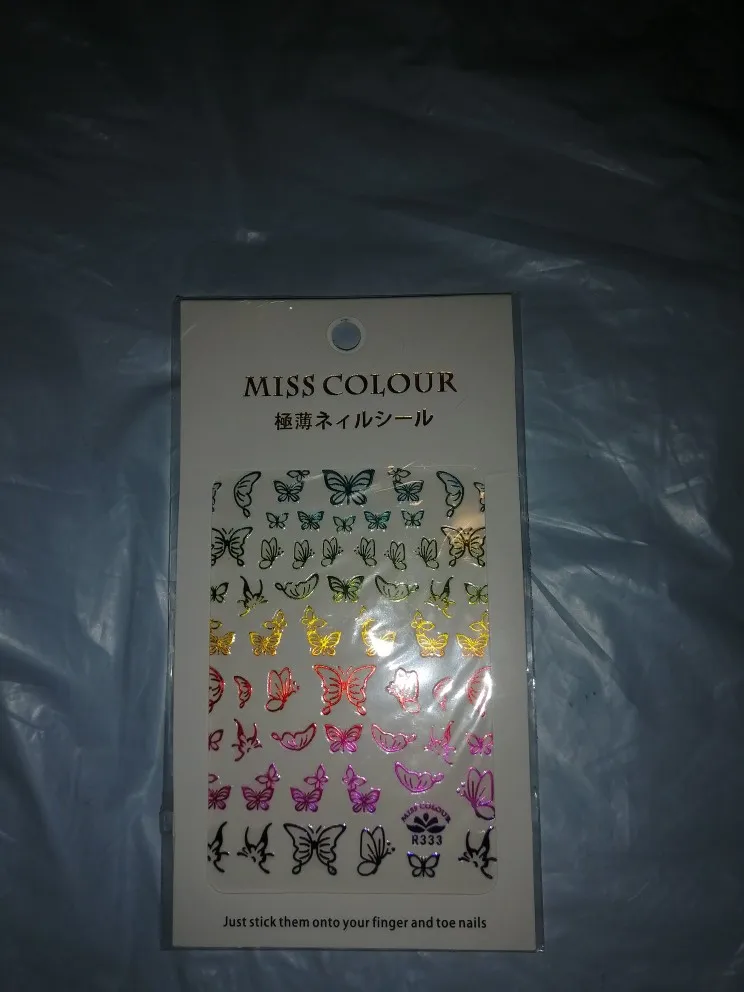 MISS COLOUR
極薄ネィルシール
MISS COLOUR
R333
Just stick them onto your finger and toe nails